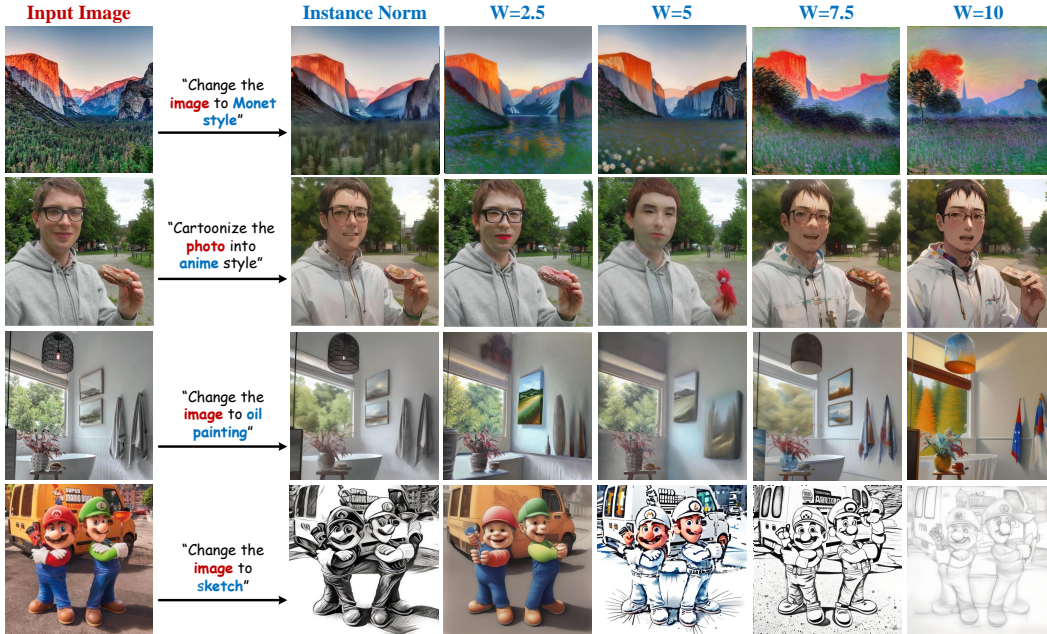 Input Image
Instance Norm
W=2.5
W=5
W=7.5
W=10
“Change the
image to Monet
style”
“Cartoonize the
photo into
anime style”
“Change the
image to oil
painting”
“Change the
image to
sketch”
SUPER